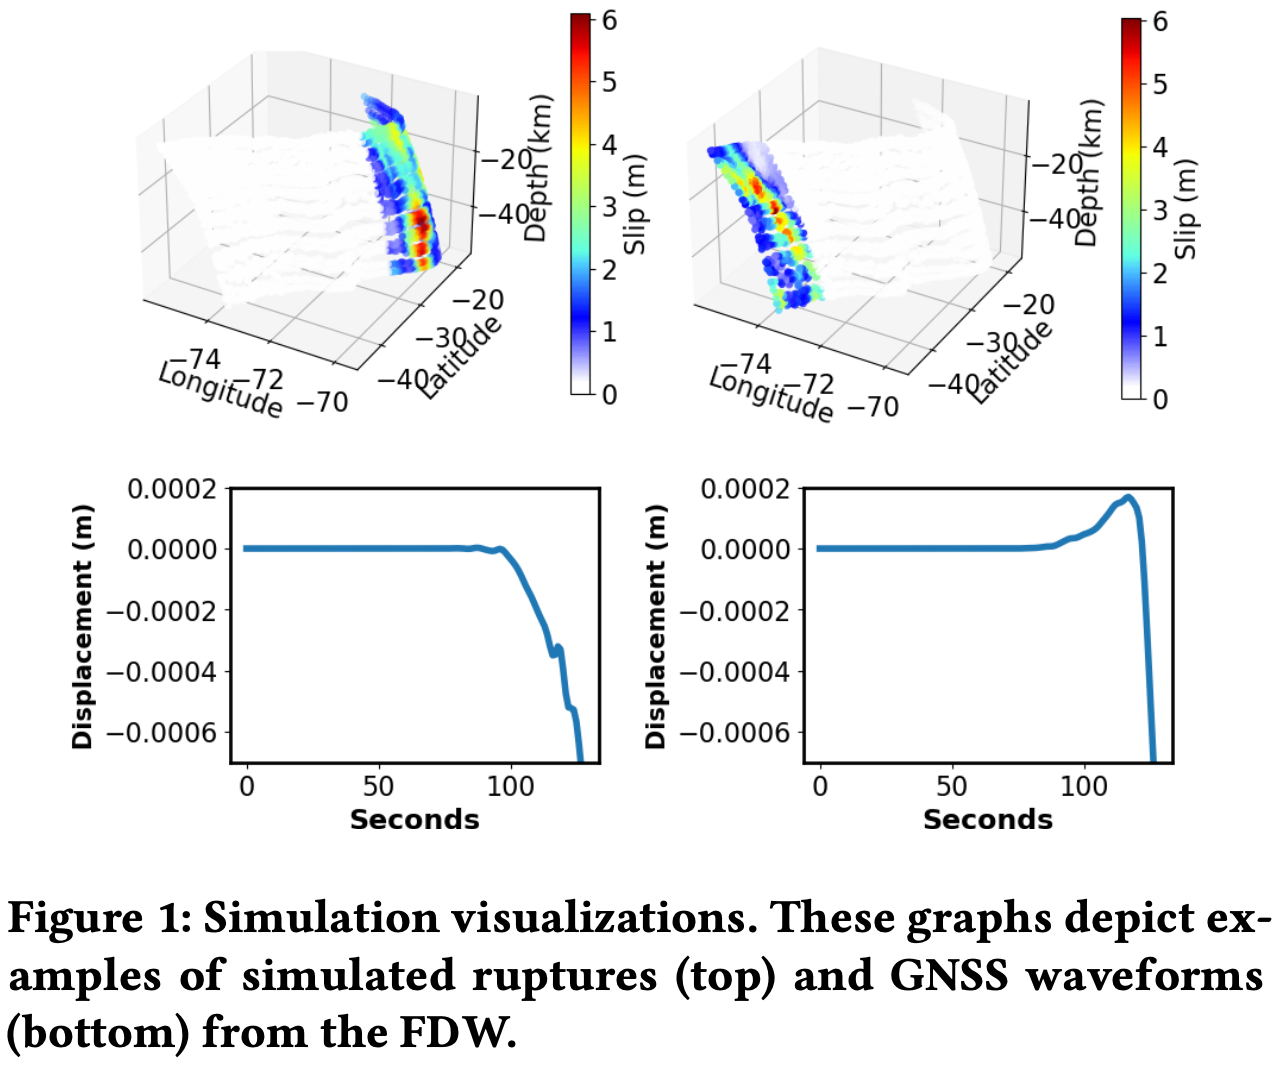 6
5
4
3
2
1
0
Slip (m)
−20
−40
Depth (km)
−20
−30
−40
Latitude
−74
−72
−70
Longitude
6
5
4
3
2
1
0
Slip (m)
−20
−40
Depth (km)
−20
−30
−40
Latitude
−74
−72
−70
Longitude
0.0002
0.0000
−0.0002
−0.0004
−0.0006
Displacement (m)
0 50 100
Seconds
0.0002
0.0000
−0.0002
−0.0004
−0.0006
Displacement (m)
0 50 100
Seconds
Figure 1: Simulation visualizations. These graphs depict ex-
amples of simulated ruptures (top) and GNSS waveforms
(bottom) from the FDW.